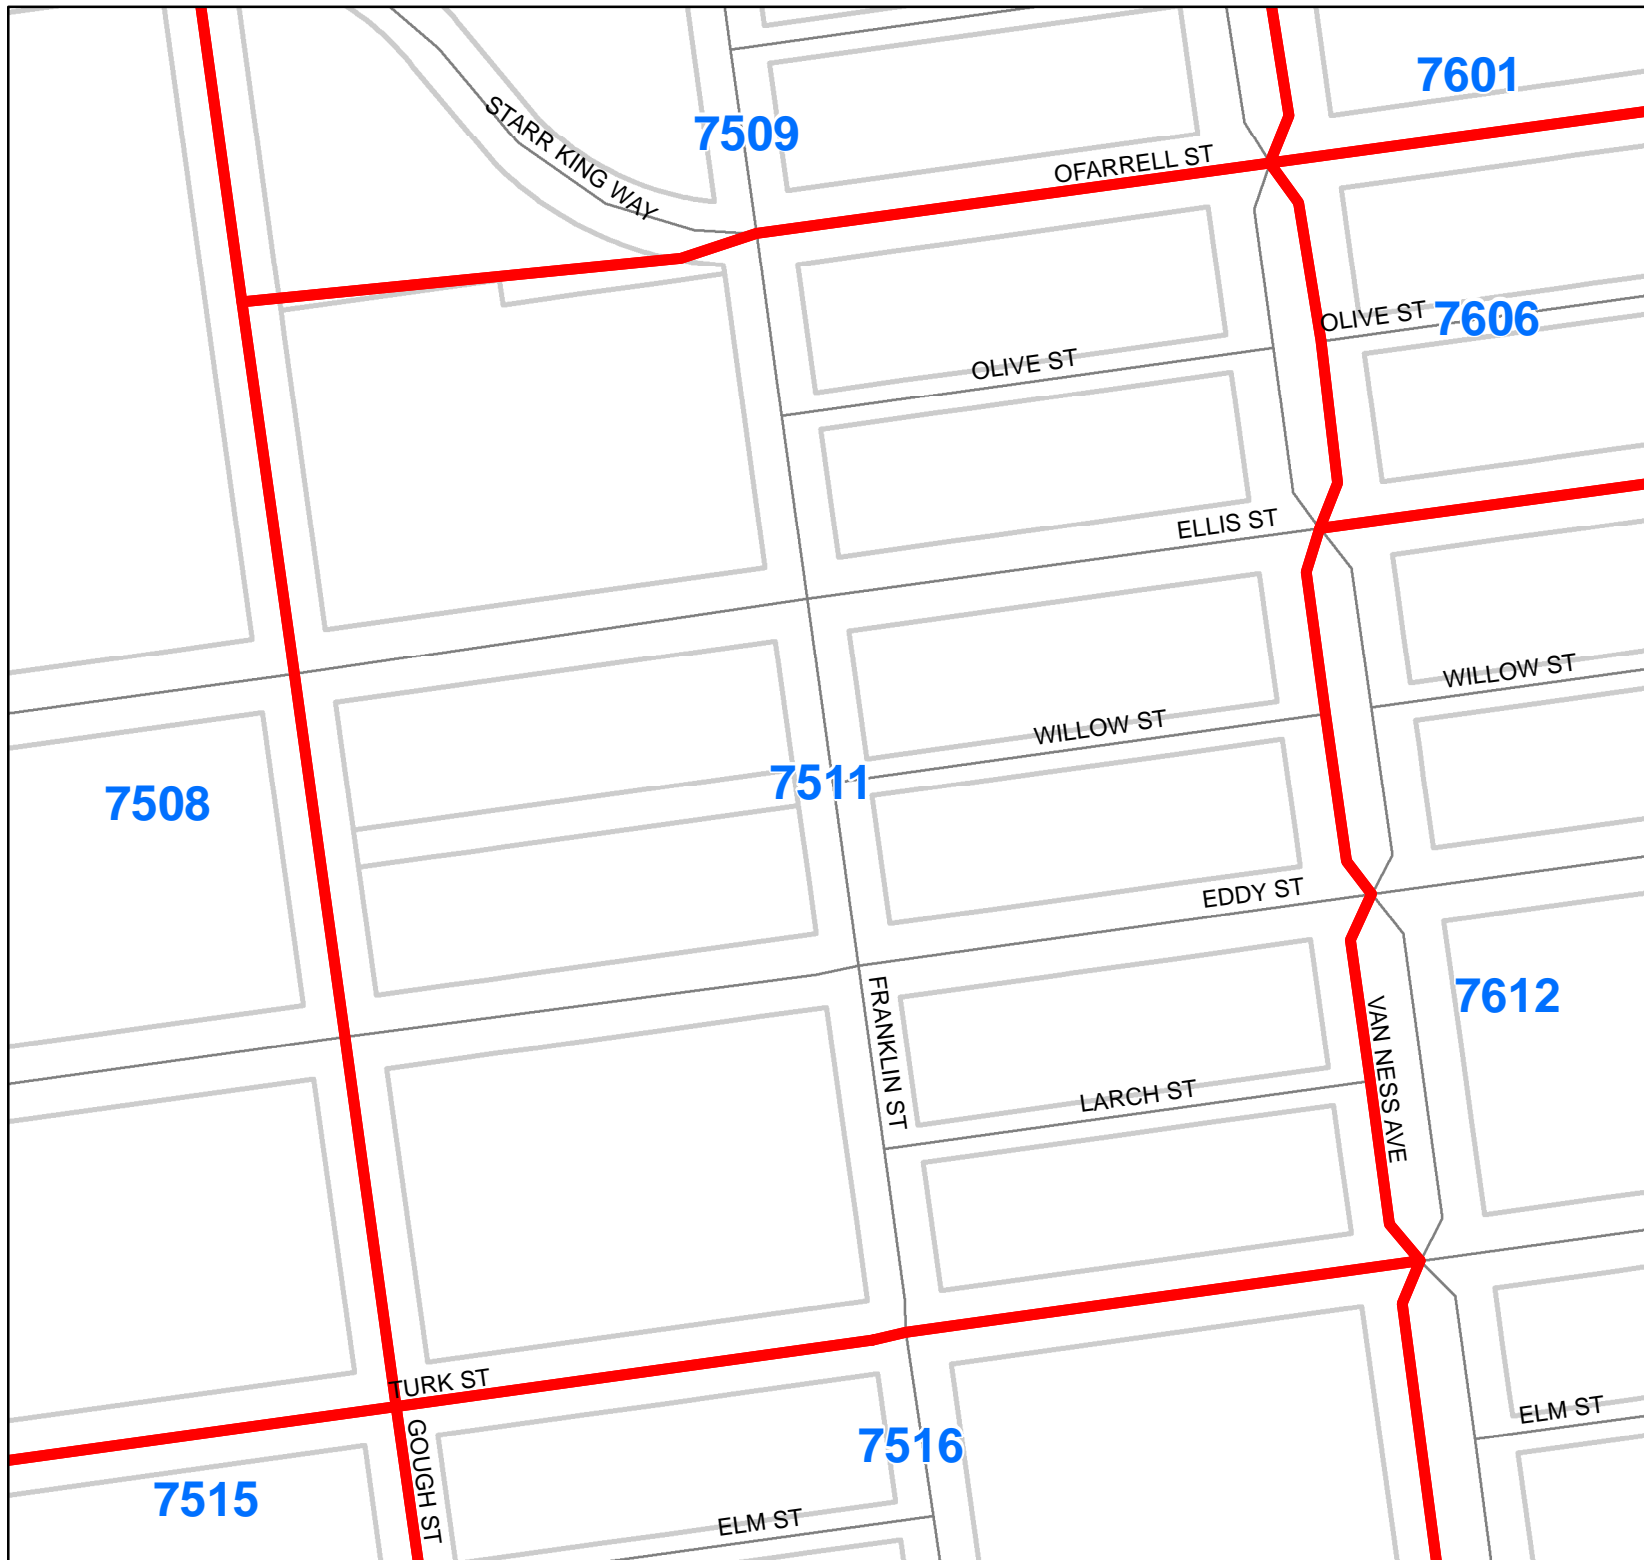 7601
STARR KING WAY
7509
OFARRELL ST
OLIVE ST
7606
OLIVE ST
ELLIS ST
WILLOW ST
WILLOW ST
7511
7508
EDDY ST
FRANKLIN ST
VAN NESS AVE
7612
LARCH ST
TURK ST
GOUGH ST
ELM ST
7516
7515
ELM ST